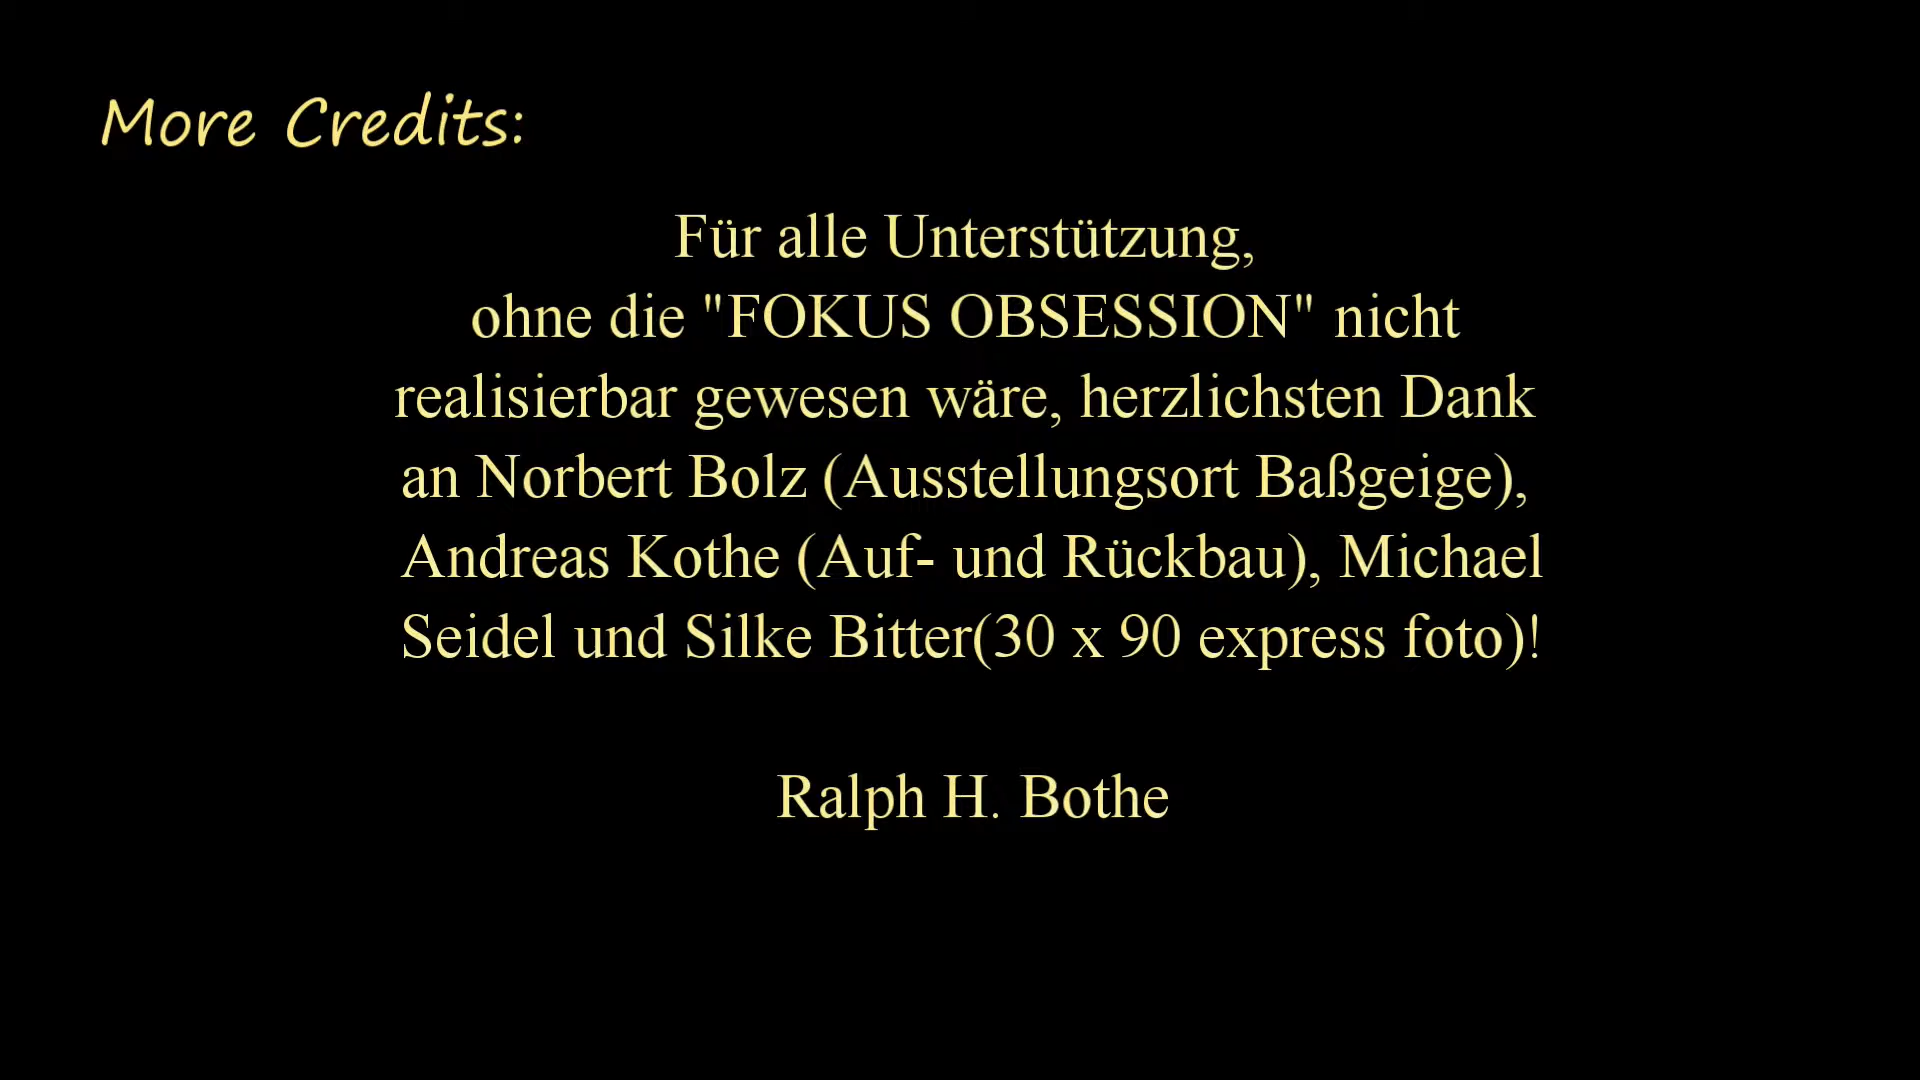 More Credits:
Für alle Unterstützung,
ohne die "FOKUS OBSESSION" nicht
realisierbar gewesen wäre, herzlichsten Dank
an Norbert Bolz (Ausstellungsort Baßgeige),
Andreas Kothe (Auf- und Rückbau), Michael
Seidel und Silke Bitter(30 x 90 express foto)!
Ralph H. Bothe